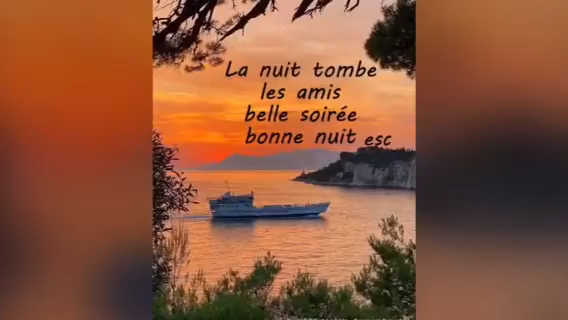 La nuit tombe
les amis
belle soirée
bonne nuit esc